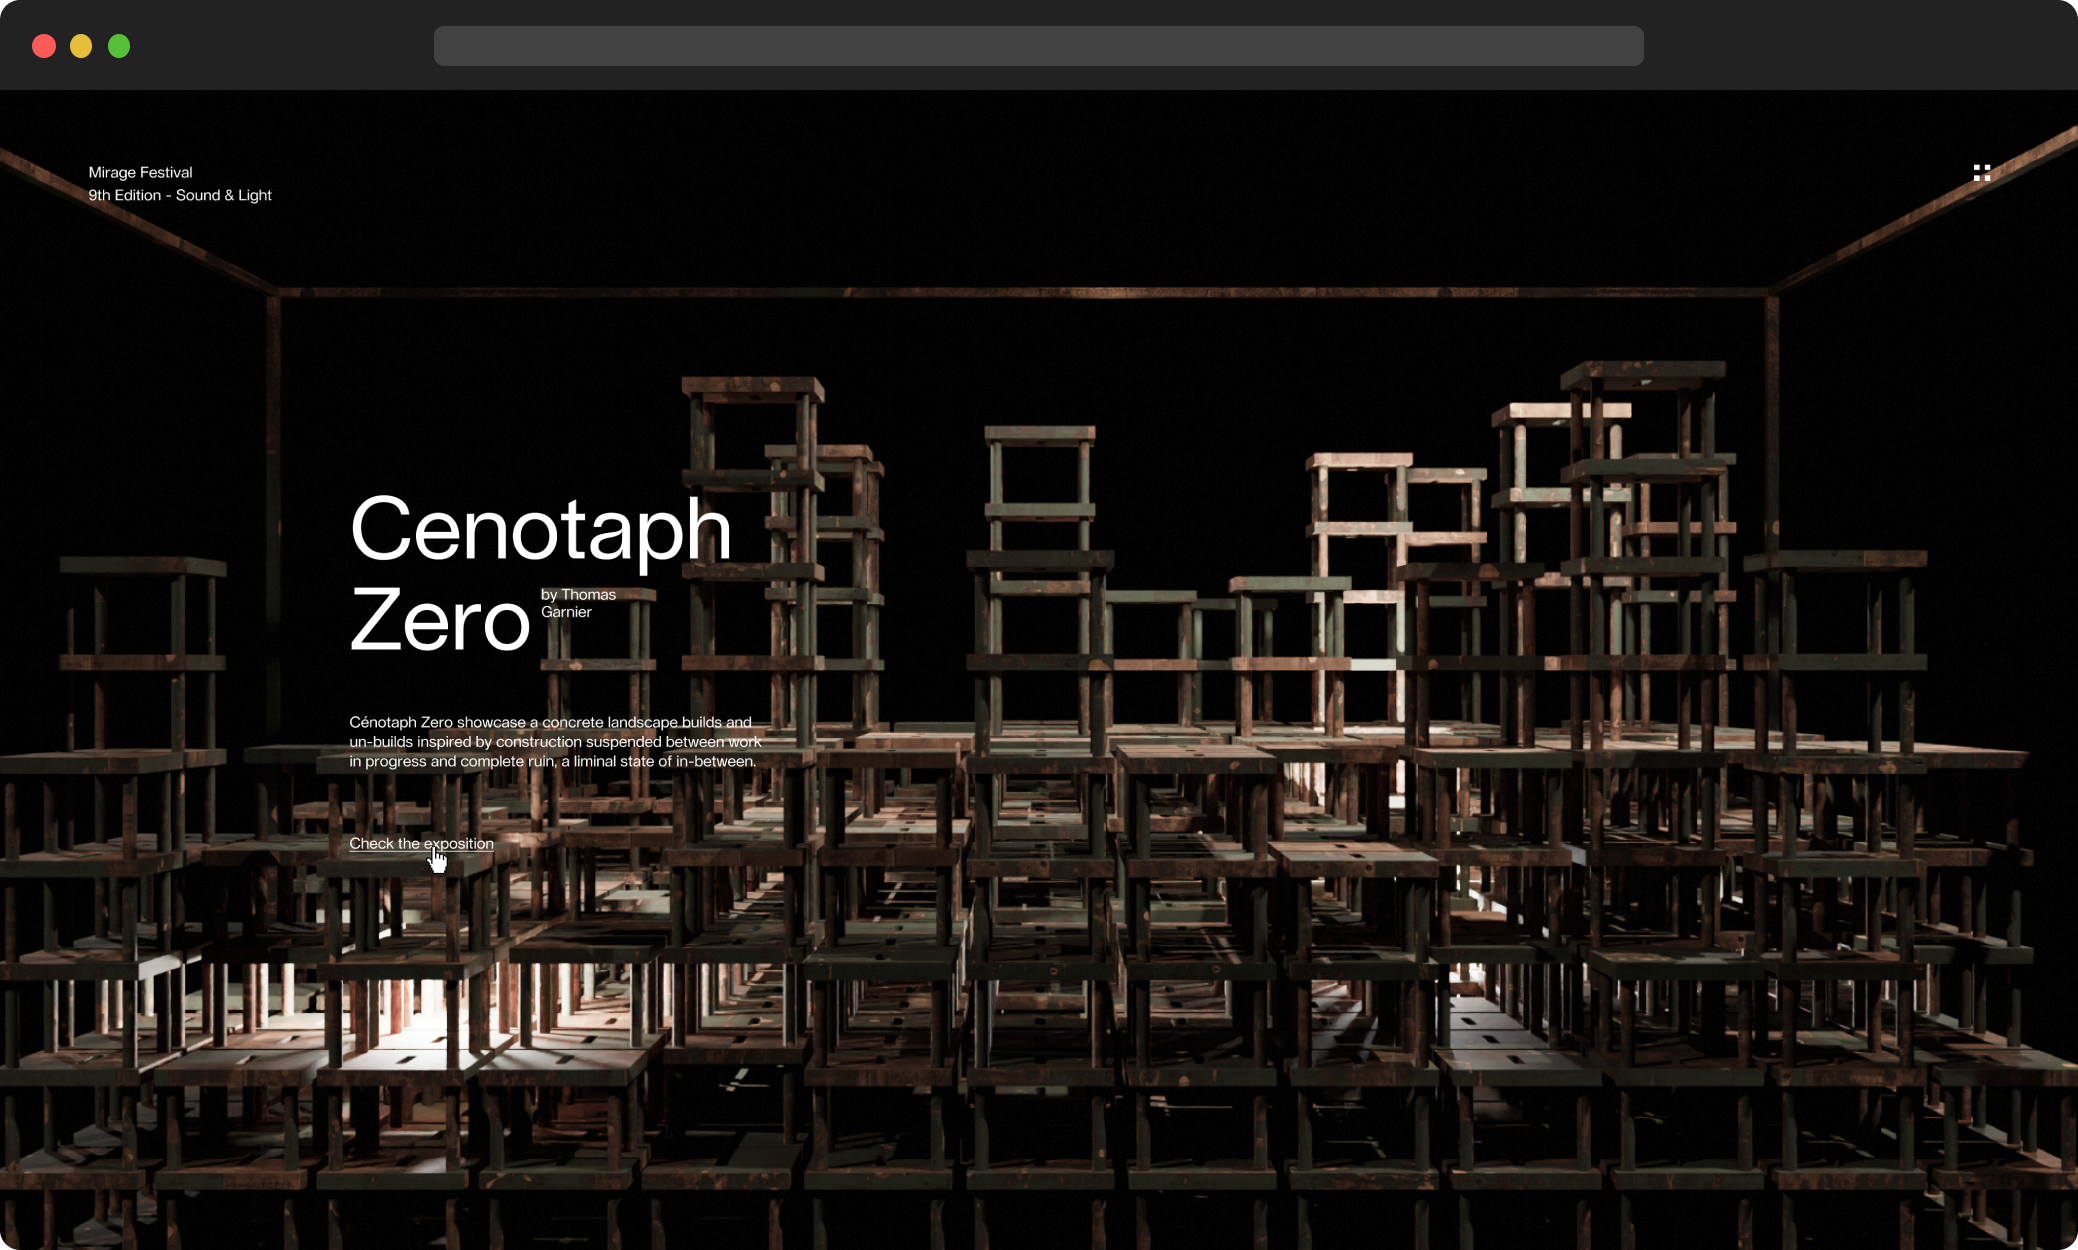 Mirage Festival
9th Edition - Sound & Light
Cenotaph
Zero
by Thomas
Garnier
Cénotaph Zero showcase a concrete landscape builds and
un-builds inspired by construction suspended between work
in progress and complete ruin, a liminal state of in-between.
Check the exposition